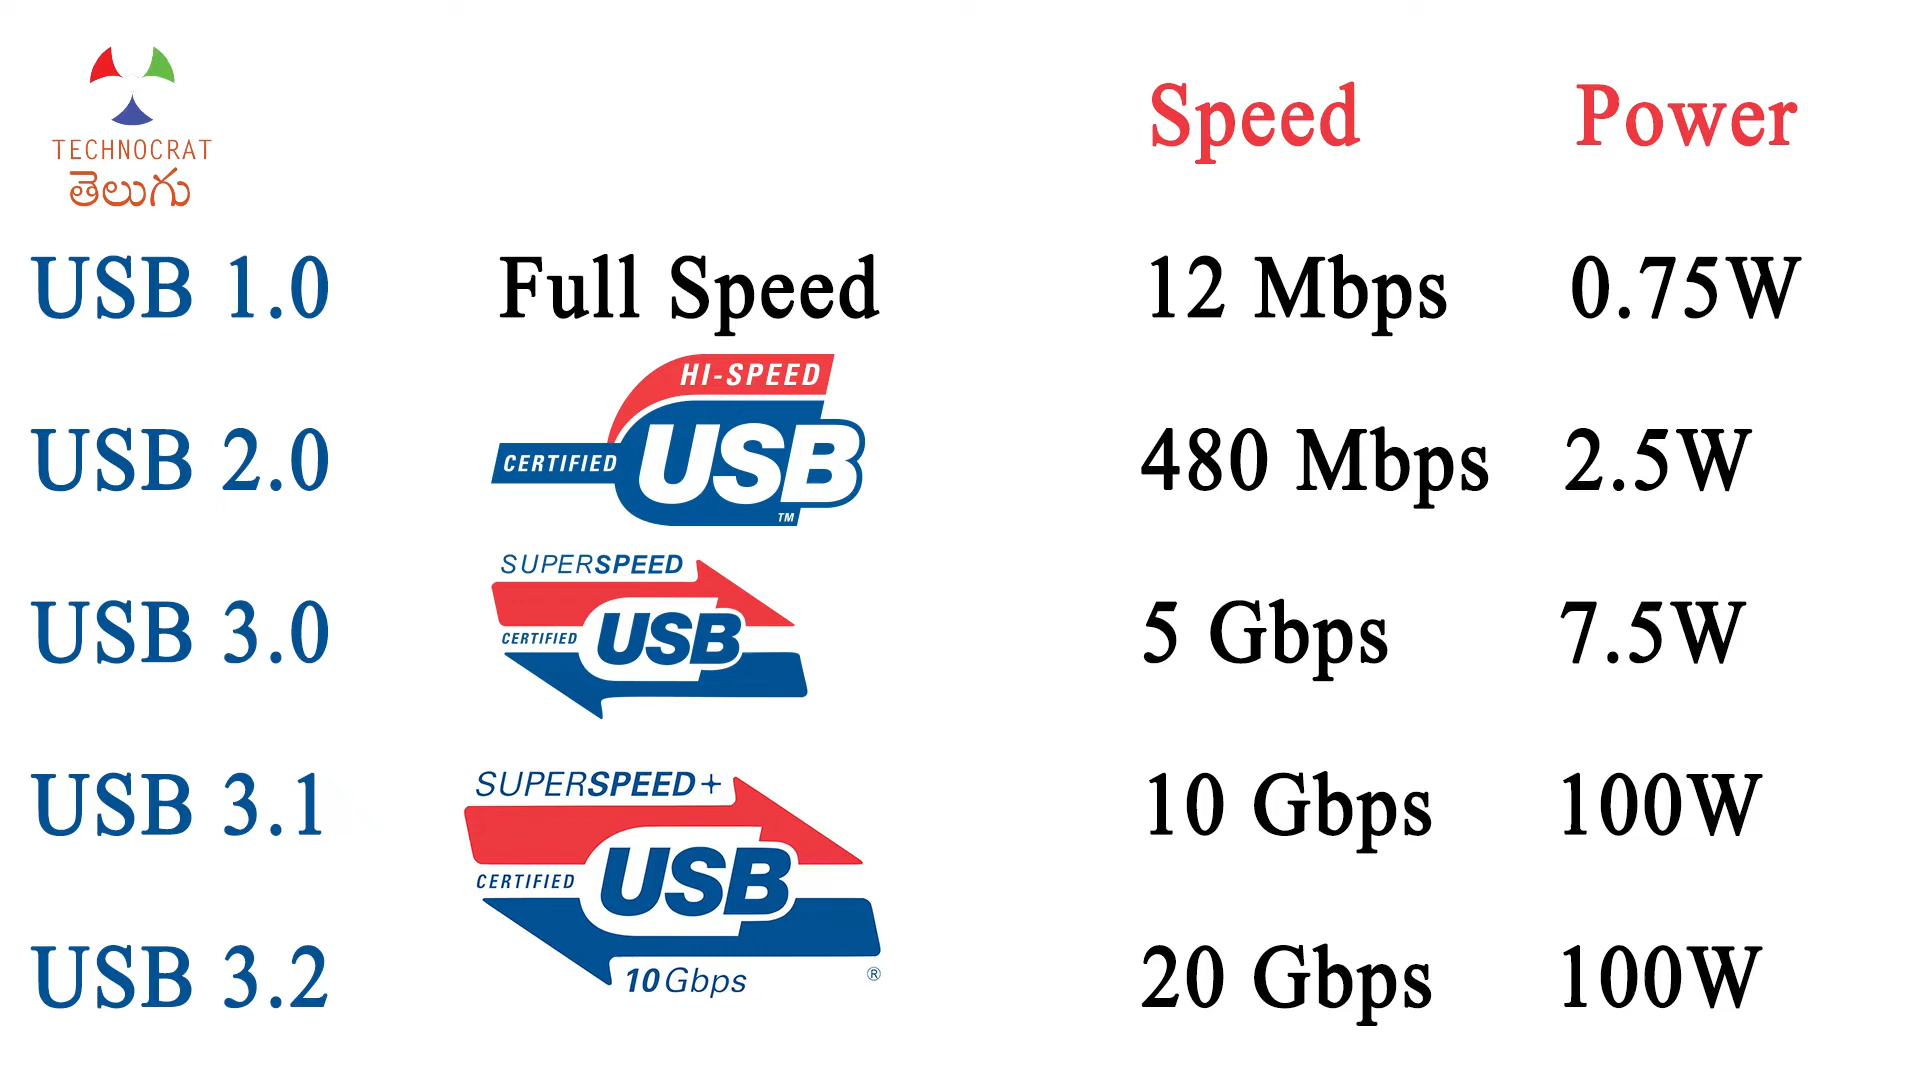 TECHNOCRAT
తెలుగు
Speed Power
USB 1.0 Full Speed 12 Mbps 0.75W
HI-SPEED
CERTIFIED USB TM
USB 2.0 480 Mbps 2.5W
SUPERSPEED
CERTIFIED USB
USB 3.0 5 Gbps 7.5W
SUPERSPEED+
USB 3.1 10 Gbps 100W
CERTIFIED USB
10 Gbps ®
USB 3.2 20 Gbps 100W